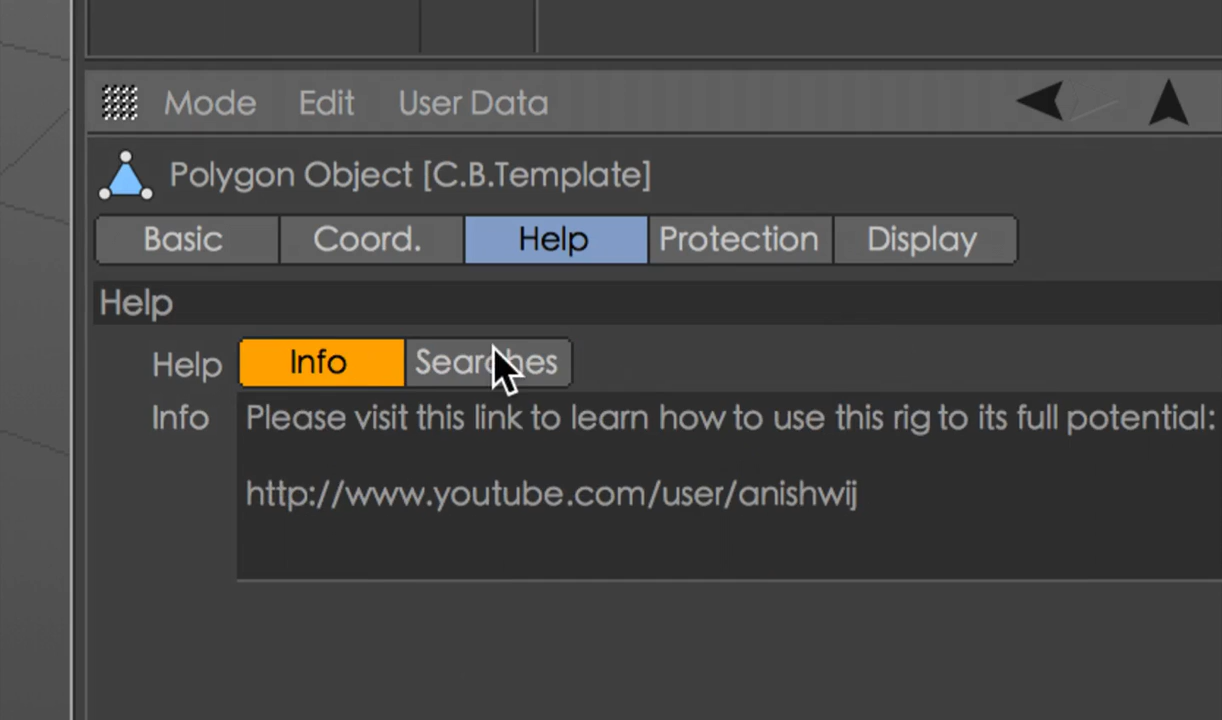 Mode Edit User Data
Polygon Object [C.B.Template]
Basic Coord. Help Protection Display
Help
Help Info Searches
Info Please visit this link to learn how to use this rig to its full potential:
http://www.youtube.com/user/anishwij